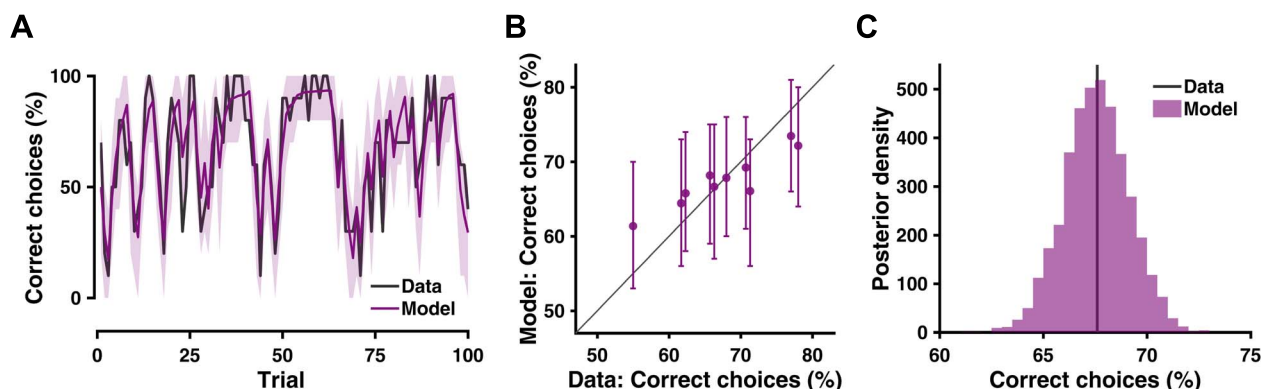 A
Correct choices (%)
100
50
0
Data
Model
0 25 50 75 100
Trial
B
Model: Correct choices (%)
80
70
60
50
50 60 70 80
Data: Correct choices (%)
C
Posterior density
500
400
300
200
100
0
Data
Model
60 65 70 75
Correct choices (%)